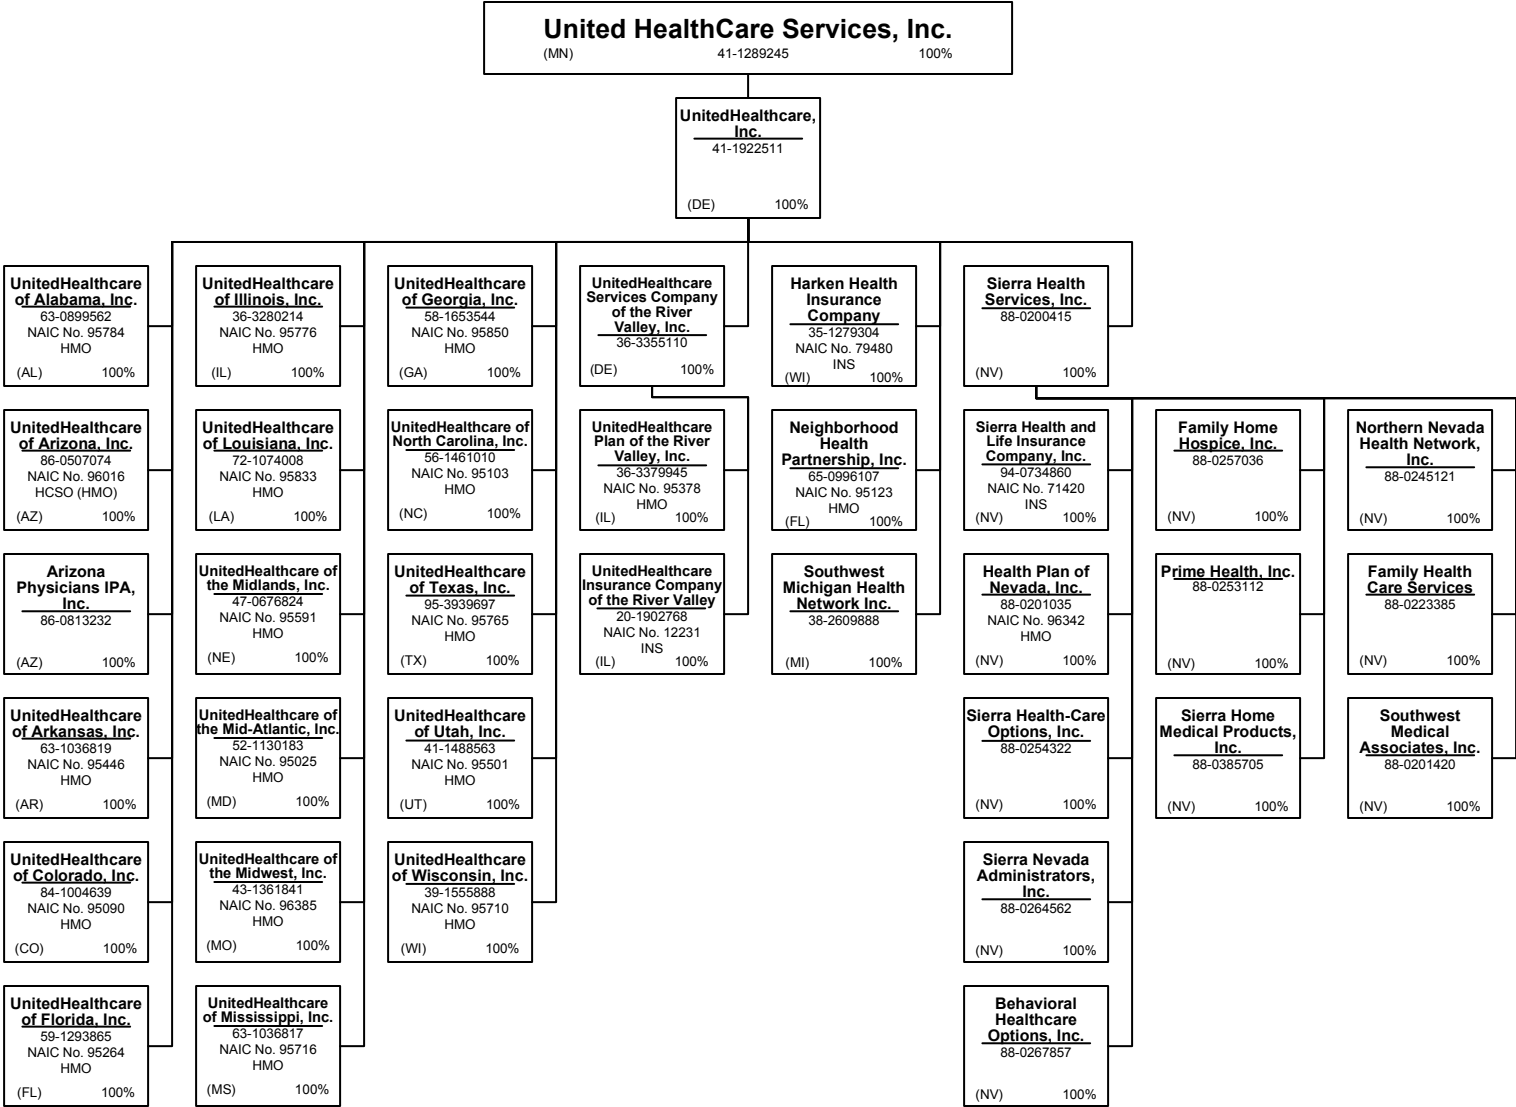 United HealthCare Services, Inc.
(MN) 41-1289245 100%
UnitedHealthcare,
Inc.
41-1922511
(DE) 100%
UnitedHealthcare
of Alabama, Inc.
63-0899562
NAIC No. 95784
HMO
(AL) 100%
UnitedHealthcare
of Arizona, Inc.
86-0507074
NAIC No. 96016
HCSO (HMO)
(AZ) 100%
Arizona
Physicians IPA,
Inc.
86-0813232
(AZ) 100%
UnitedHealthcare
of Arkansas, Inc.
63-1036819
NAIC No. 95446
HMO
(AR) 100%
UnitedHealthcare
of Colorado, Inc.
84-1004639
NAIC No. 95090
HMO
(CO) 100%
UnitedHealthcare
of Florida, Inc.
59-1293865
NAIC No. 95264
HMO
(FL) 100%
UnitedHealthcare
of Illinois, Inc.
36-3280214
NAIC No. 95776
HMO
(IL) 100%
UnitedHealthcare
of Louisiana, Inc.
72-1074008
NAIC No. 95833
HMO
(LA) 100%
UnitedHealthcare of
the Midlands, Inc.
47-0676824
NAIC No. 95591
HMO
(NE) 100%
UnitedHealthcare of
the Mid-Atlantic, Inc.
52-1130183
NAIC No. 95025
HMO
(MD) 100%
UnitedHealthcare of
the Midwest, Inc.
43-1361841
NAIC No. 96385
HMO
(MO) 100%
UnitedHealthcare
of Mississippi, Inc.
63-1036817
NAIC No. 95716
HMO
(MS) 100%
UnitedHealthcare
of Georgia, Inc.
58-1653544
NAIC No. 95850
HMO
(GA) 100%
UnitedHealthcare of
North Carolina, Inc.
56-1461010
NAIC No. 95103
HMO
(NC) 100%
UnitedHealthcare
of Texas, Inc.
95-3939697
NAIC No. 95765
HMO
(TX) 100%
UnitedHealthcare
of Utah, Inc.
41-1488563
NAIC No. 95501
HMO
(UT) 100%
UnitedHealthcare
of Wisconsin, Inc.
39-1555888
NAIC No. 95710
HMO
(WI) 100%
UnitedHealthcare
Services Company
of the River
Valley, Inc.
36-3355110
(DE) 100%
UnitedHealthcare
Plan of the River
Valley, Inc.
36-3379945
NAIC No. 95378
HMO
(IL) 100%
UnitedHealthcare
Insurance Company
of the River Valley
20-1902768
NAIC No. 12231
INS
(IL) 100%
Harken Health
Insurance
Company
35-1279304
NAIC No. 79480
INS
(WI) 100%
Neighborhood
Health
Partnership, Inc.
65-0996107
NAIC No. 95123
HMO
(FL) 100%
Southwest
Michigan Health
Network Inc.
38-2609888
(MI) 100%
Sierra Health
Services, Inc.
88-0200415
(NV) 100%
Sierra Health and
Life Insurance
Company, Inc.
94-0734860
NAIC No. 71420
INS
(NV) 100%
Health Plan of
Nevada, Inc.
88-0201035
NAIC No. 96342
HMO
(NV) 100%
Sierra Health-Care
Options, Inc.
88-0254322
(NV) 100%
Sierra Nevada
Administrators,
Inc.
88-0264562
(NV) 100%
Behavioral
Healthcare
Options, Inc.
88-0267857
(NV) 100%
Family Home
Hospice, Inc.
88-0257036
(NV) 100%
Prime Health, Inc.
88-0253112
(NV) 100%
Sierra Home
Medical Products,
Inc.
88-0385705
(NV) 100%
Northern Nevada
Health Network,
Inc.
88-0245121
(NV) 100%
Family Health
Care Services
88-0223385
(NV) 100%
Southwest
Medical
Associates, Inc.
88-0201420
(NV) 100%